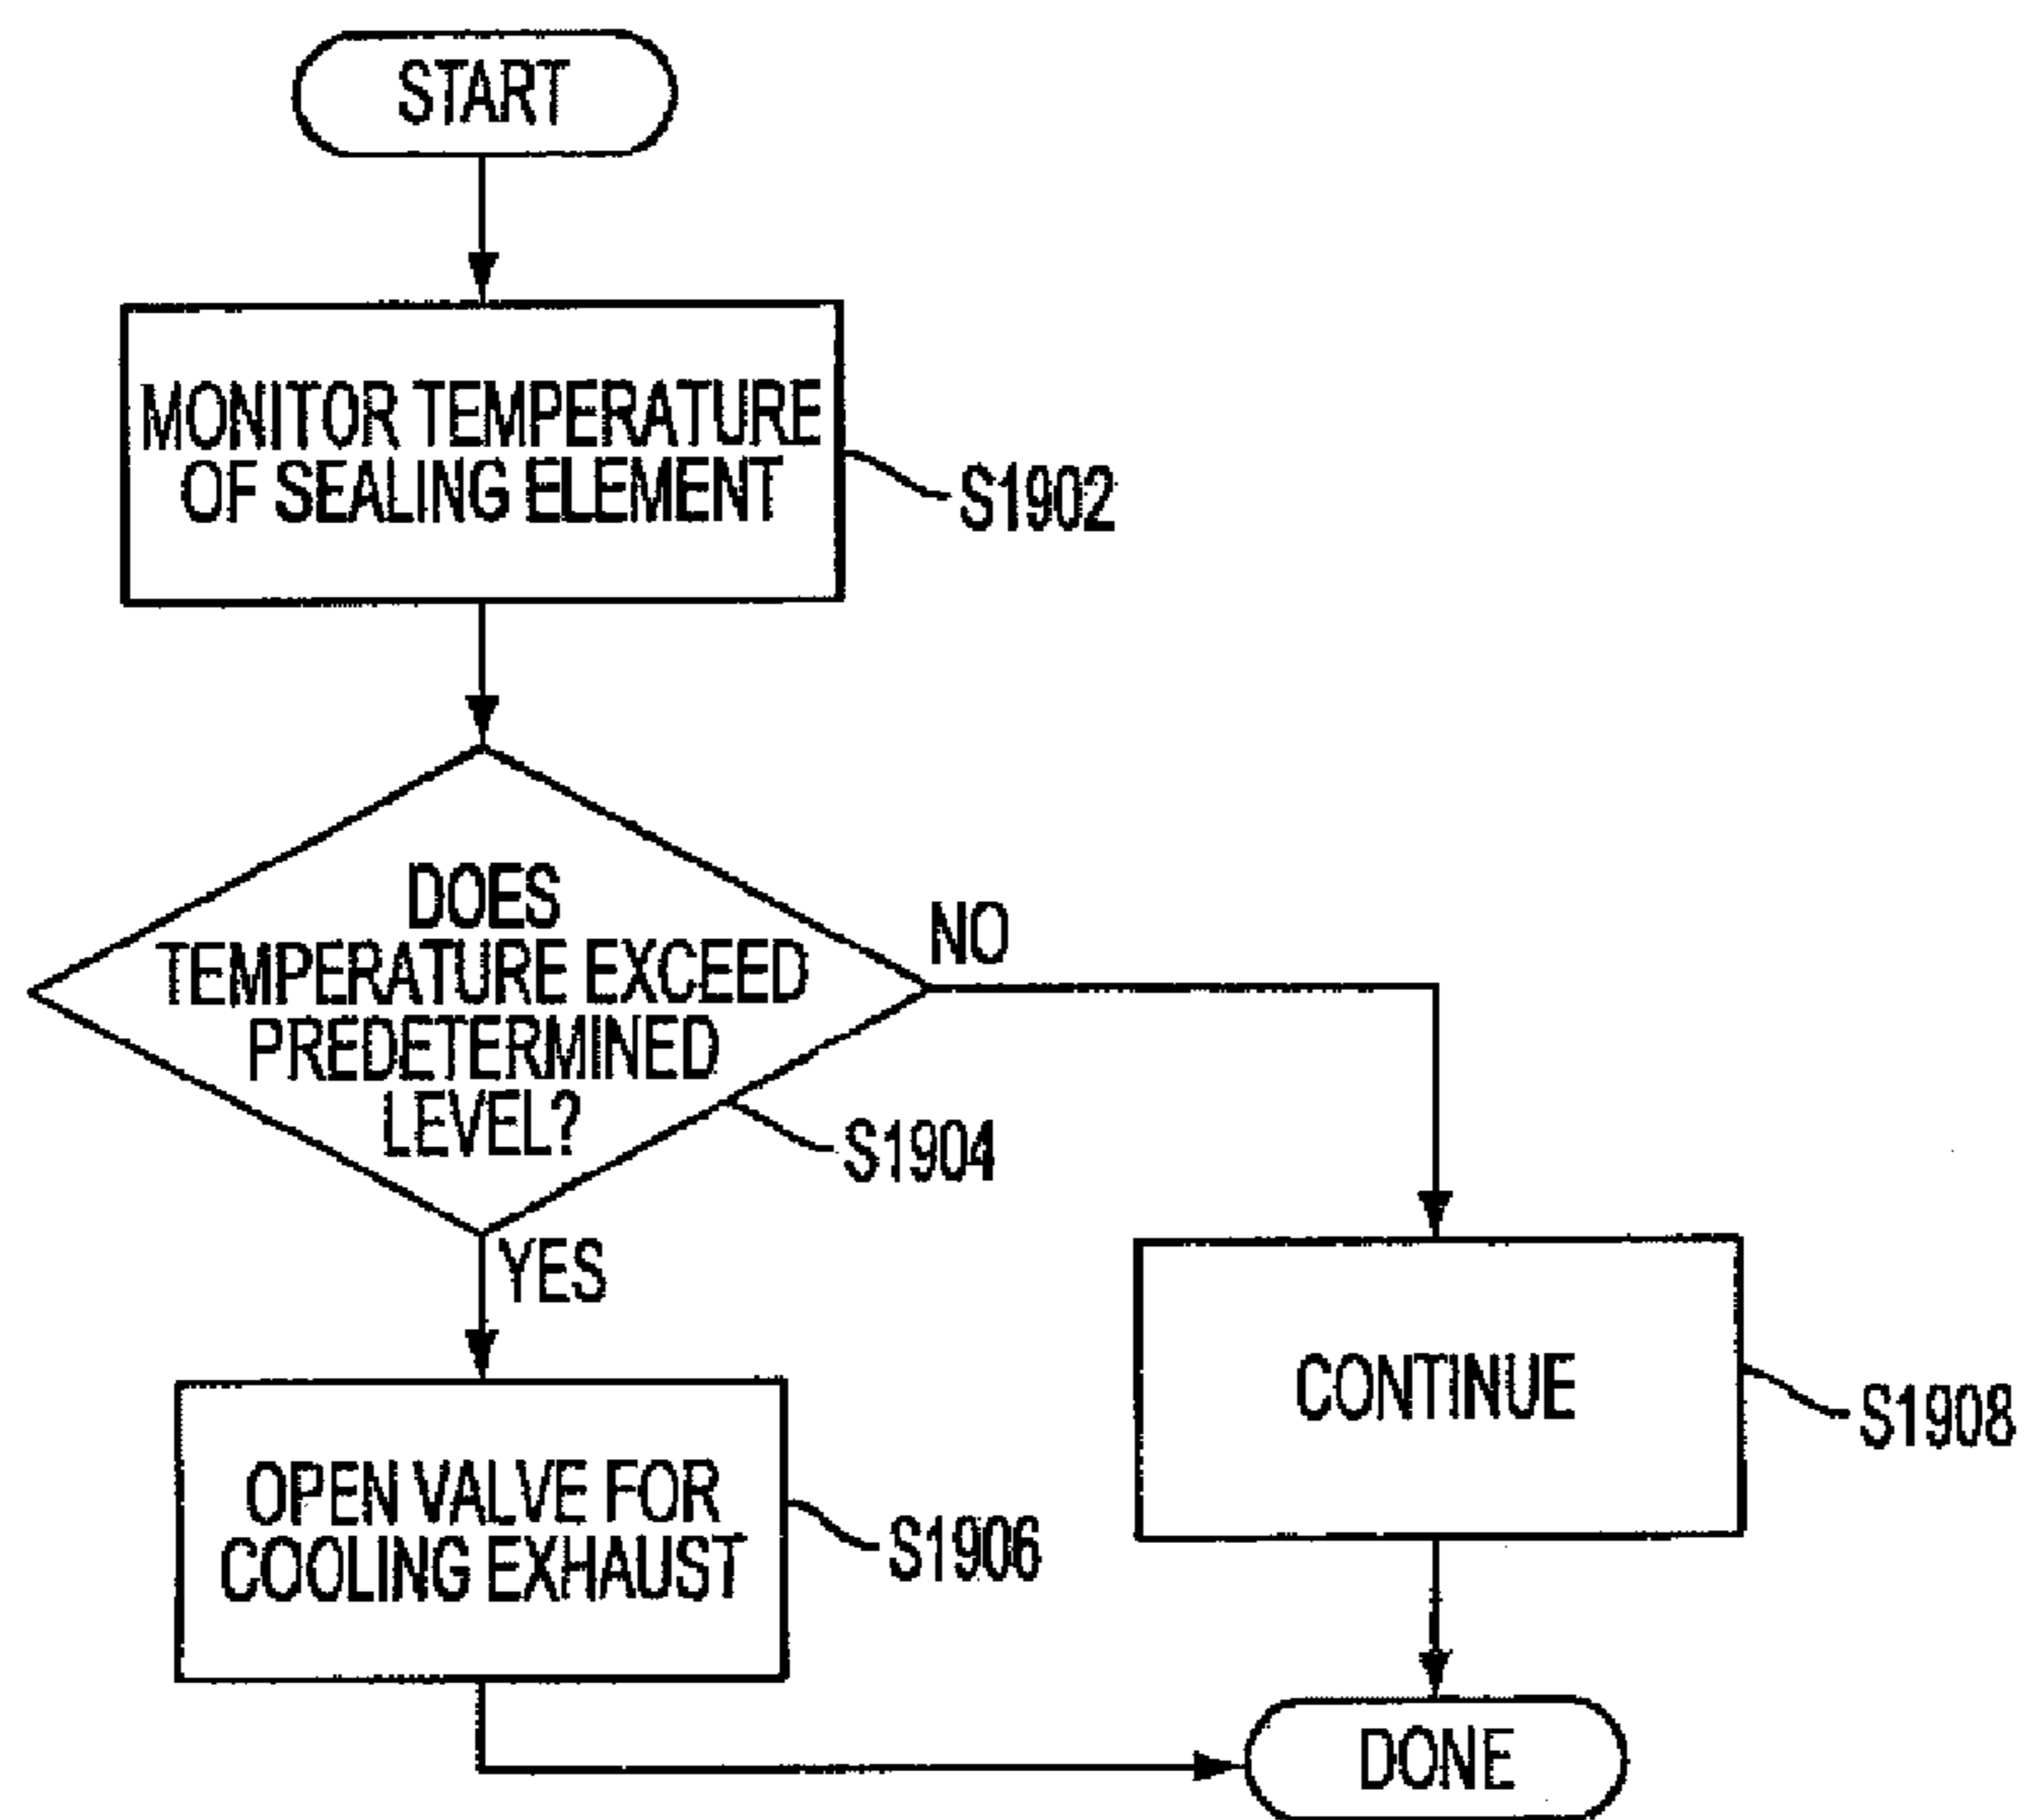 START
MONITOR TEMPERATURE
OF SEALING ELEMENT
S1902
DOES
TEMPERATURE EXCEED
PREDETERMINED
LEVEL?
S1904
NO
YES
OPEN VALVE FOR
COOLING EXHAUST
S1906
CONTINUE
S1908
DONE